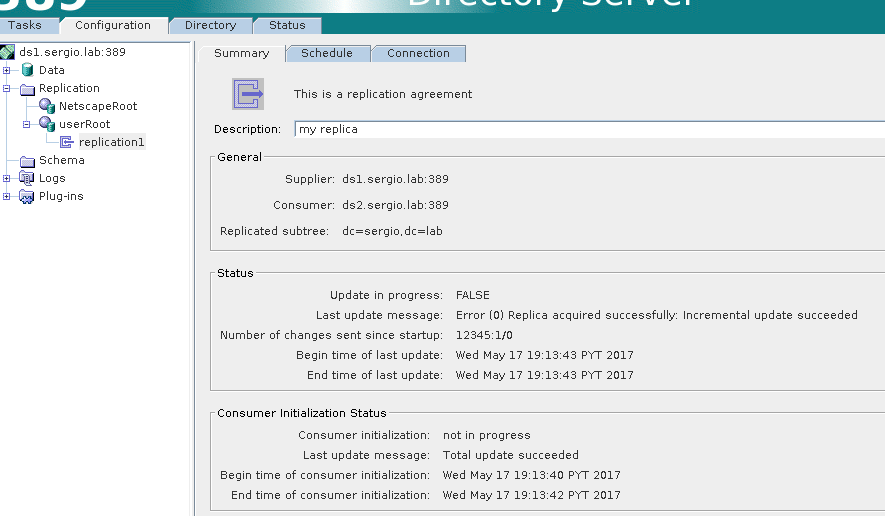 389 Directory Server
Tasks Configuration Directory Status
ds1.sergio.lab:389
Data
Replication
NetscapeRoot
userRoot
replication1
Schema
Logs
Plug-ins
Summary Schedule Connection
This is a replication agreement
Description: my replica
General
Supplier: ds1.sergio.lab:389
Consumer: ds2.sergio.lab:389
Replicated subtree: dc=sergio,dc=lab
Status
Update in progress: FALSE
Last update message: Error (0) Replica acquired successfully: Incremental update succeeded
Number of changes sent since startup: 12345:1/0
Begin time of last update: Wed May 17 19:13:43 PYT 2017
End time of last update: Wed May 17 19:13:43 PYT 2017
Consumer Initialization Status
Consumer initialization: not in progress
Last update message: Total update succeeded
Begin time of consumer initialization: Wed May 17 19:13:40 PYT 2017
End time of consumer initialization: Wed May 17 19:13:42 PYT 2017